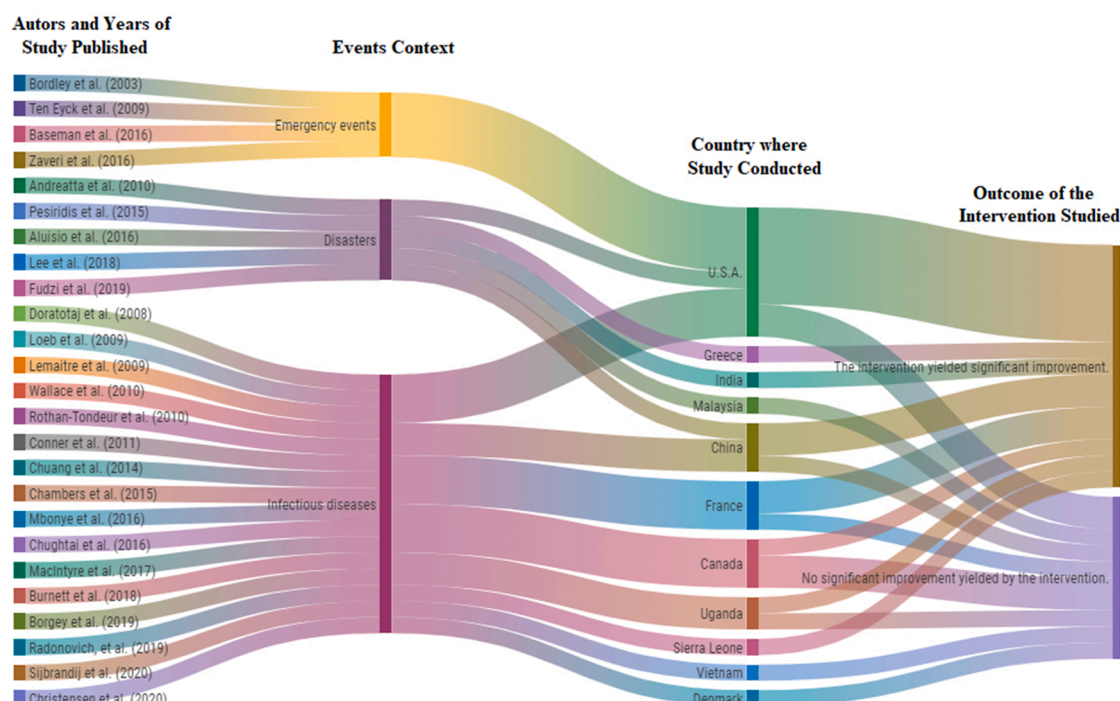 Autors and Years of
Study Published
Events Context
Country where
Study Conducted
Outcome of the
Intervention Studied
Bordley et al. (2003)
Ten Eyck et al. (2009)
Baseman et al. (2016)
Zaveri et al. (2016)
Andreatta et al. (2010)
Pesiridis et al. (2015)
Aluisio et al. (2016)
Lee et al. (2018)
Fudzi et al. (2019)
Doratotaj et al. (2008)
Loeb et al. (2009)
Lemaitre et al. (2009)
Wallace et al. (2010)
Rothan-Tondeur et al. (2010)
Conner et al. (2011)
Chuang et al. (2014)
Chambers et al. (2015)
Mbonye et al. (2016)
Chughtai et al. (2016)
MacIntyre et al. (2017)
Burnett et al. (2018)
Borgey et al. (2019)
Radonovich, et al. (2019)
Sijbrandij et al. (2020)
Christensen et al. (2020)
Emergency events
Disasters
Infectious diseases
U.S.A.
Greece
India
Malaysia
China
France
Canada
Uganda
Sierra Leone
Vietnam
Denmark
The intervention yielded significant improvement.
No significant improvement yielded by the intervention.